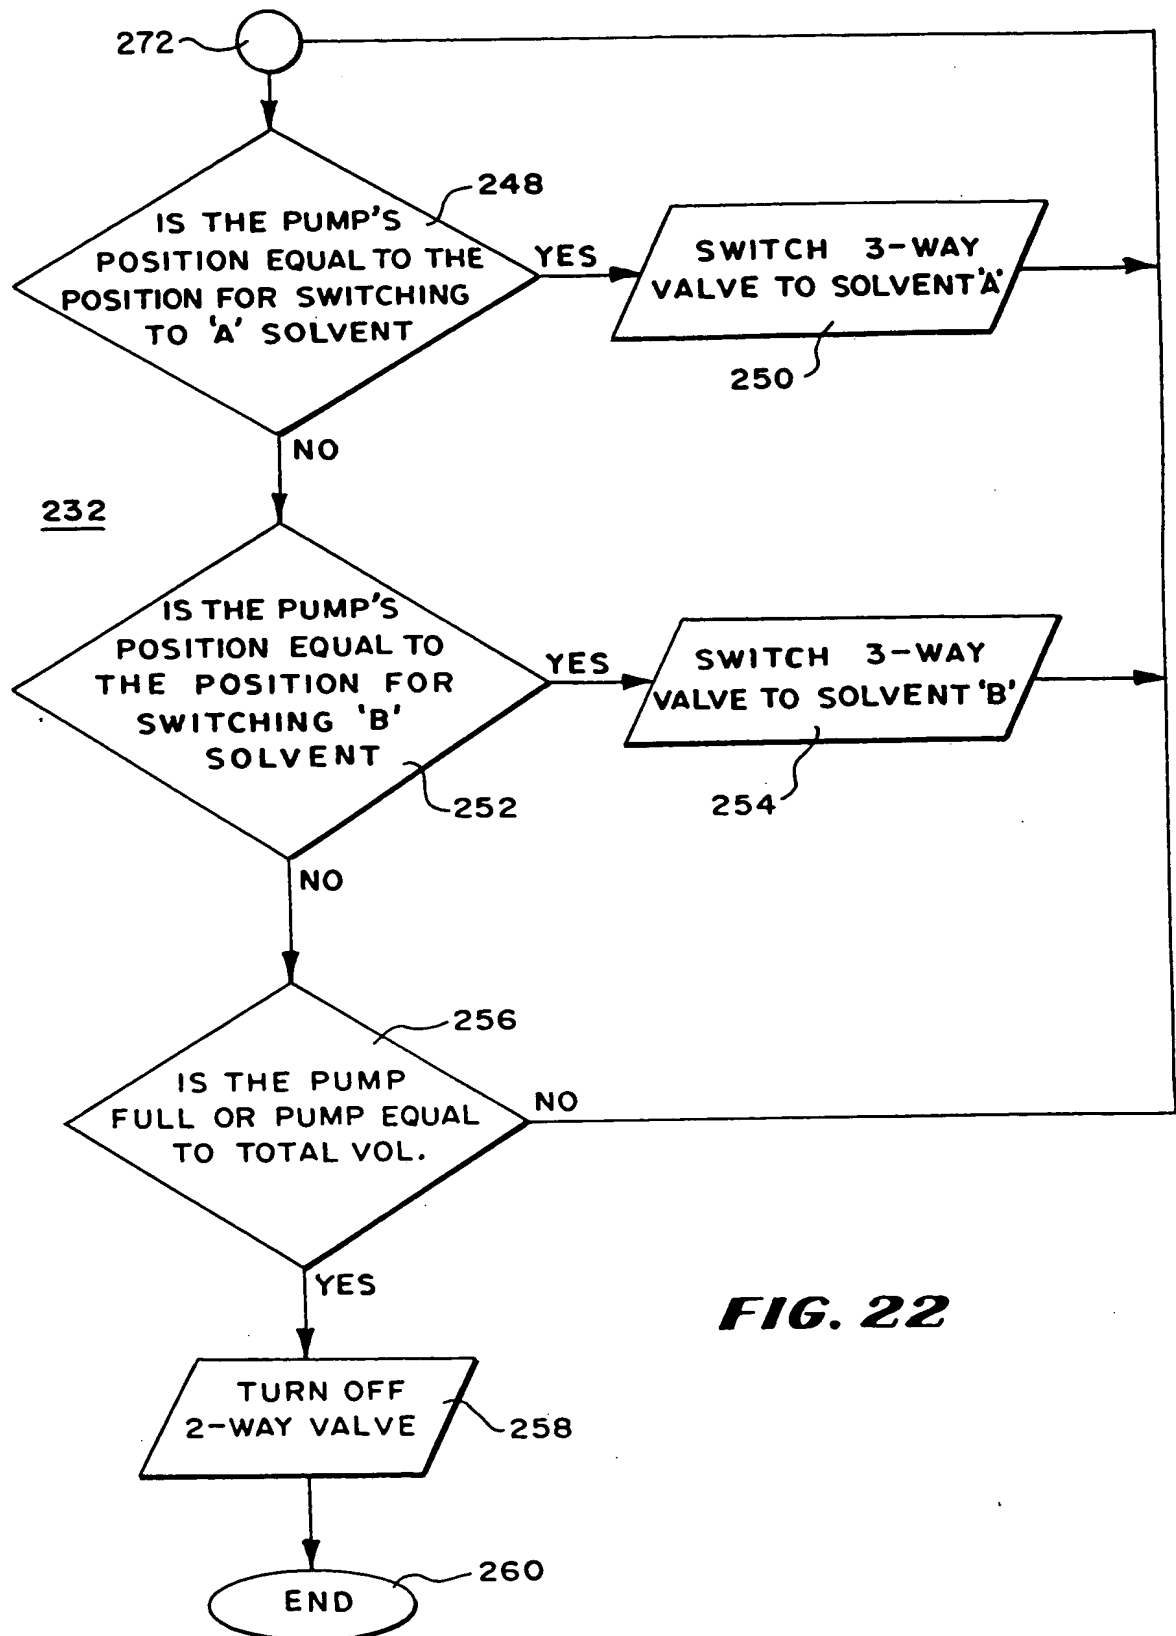 272
248
IS THE PUMP'S
POSITION EQUAL TO THE
POSITION FOR SWITCHING
TO 'A' SOLVENT
YES
SWITCH 3-WAY
VALVE TO SOLVENT 'A'
250
NO
232
IS THE PUMP'S
POSITION EQUAL TO
THE POSITION FOR
SWITCHING 'B'
SOLVENT
252
YES
SWITCH 3-WAY
VALVE TO SOLVENT 'B'
254
NO
256
IS THE PUMP
FULL OR PUMP EQUAL
TO TOTAL VOL.
NO
YES
FIG. 22
TURN OFF
2-WAY VALVE
258
END
260